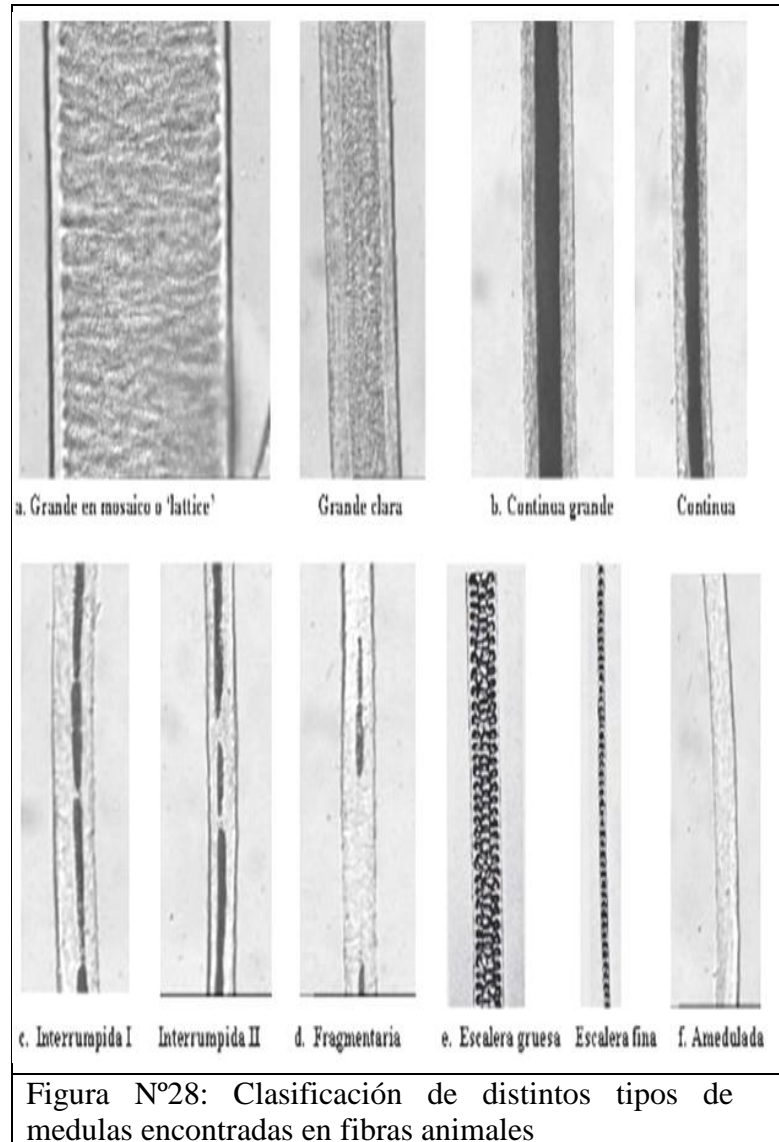 a. Grande en mosaico o 'lattice' Grande clara b. Continua grande Continua
c. Interrumpida I Interrumpida II d. Fragmentaria e. Escalera gruesa Escalera fina f. Amedulada
Figura Nº28: Clasificación de distintos tipos de
medulas encontradas en fibras animales